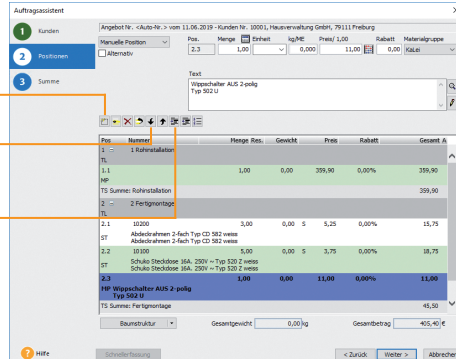 Auftragsassistent
1 Kunden
2 Positionen
3 Summe
Angebot Nr. <Auto-Nr.> vom 11.06.2019 - Kunden Nr. 10001, Hausverwaltung GmbH, 79111 Freiburg
Manuelle Position
Alternativ
Pos. Menge Einheit kg/ME Preis/ 1,00 Rabatt Materialgruppe
2.3 1,00 0,000 11,00 0,00 KaLei
Text
Wippschalter AUS 2-polig
Typ 502 U
Pos Nummer Menge Res. Gewicht Preis Rabatt Gesamt A
1 1 Rohinstallation
TL
1.1 1,00 0,00 359,90 0,00% 359,90
MP
TS Summe: Rohinstallation 359,90
2 2 Fertigmontage
TL
2.1 10200 3,00 0,00 S 5,25 0,00% 15,75
ST Abdeckrahmen 2-fach Typ CD 582 weiss
Abdeckrahmen 2-fach Typ CD 582 weiss
2.2 10100 5,00 0,00 S 3,75 0,00% 18,75
ST Schuko Steckdose 16A. 250V ~ Typ 520 Z weiss
Schuko Steckdose 16A. 250V ~ Typ 520 Z weiss
2.3 1,00 0,00 11,00 0,00% 11,00
MP Wippschalter AUS 2-polig
Typ 502 U
TS Summe: Fertigmontage 45,50
Baumstruktur Gesamtgewicht 0,00 kg Gesamtbetrag 405,40 €
? Hilfe Schnellerfassung < Zurück Weiter > Abbrechen